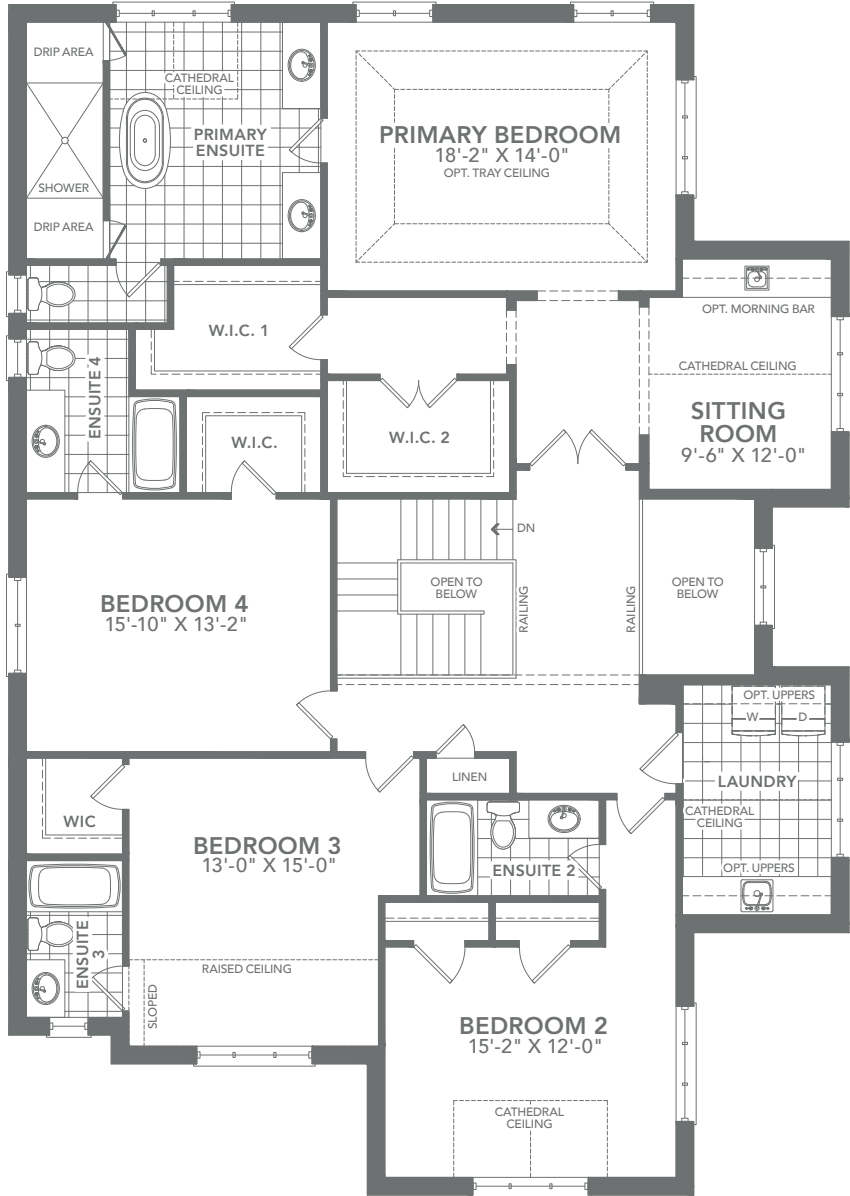 DRIP AREA
CATHEDRAL
CEILING
PRIMARY
ENSUITE
SHOWER
DRIP AREA
PRIMARY BEDROOM
18'-2" X 14'-0"
OPT. TRAY CEILING
W.I.C. 1
OPT. MORNING BAR
CATHEDRAL CEILING
SITTING
ROOM
9'-6" X 12'-0"
ENSUITE 4
W.I.C.
W.I.C. 2
DN
OPEN TO
BELOW
RAILING
RAILING
OPEN TO
BELOW
BEDROOM 4
15'-10" X 13'-2"
OPT. UPPERS
W
D
LAUNDRY
CATHEDRAL
CEILING
OPT. UPPERS
LINEN
WIC
BEDROOM 3
13'-0" X 15'-0"
ENSUITE 2
ENSUITE
3
RAISED CEILING
SLOPED
BEDROOM 2
15'-2" X 12'-0"
CATHEDRAL
CEILING